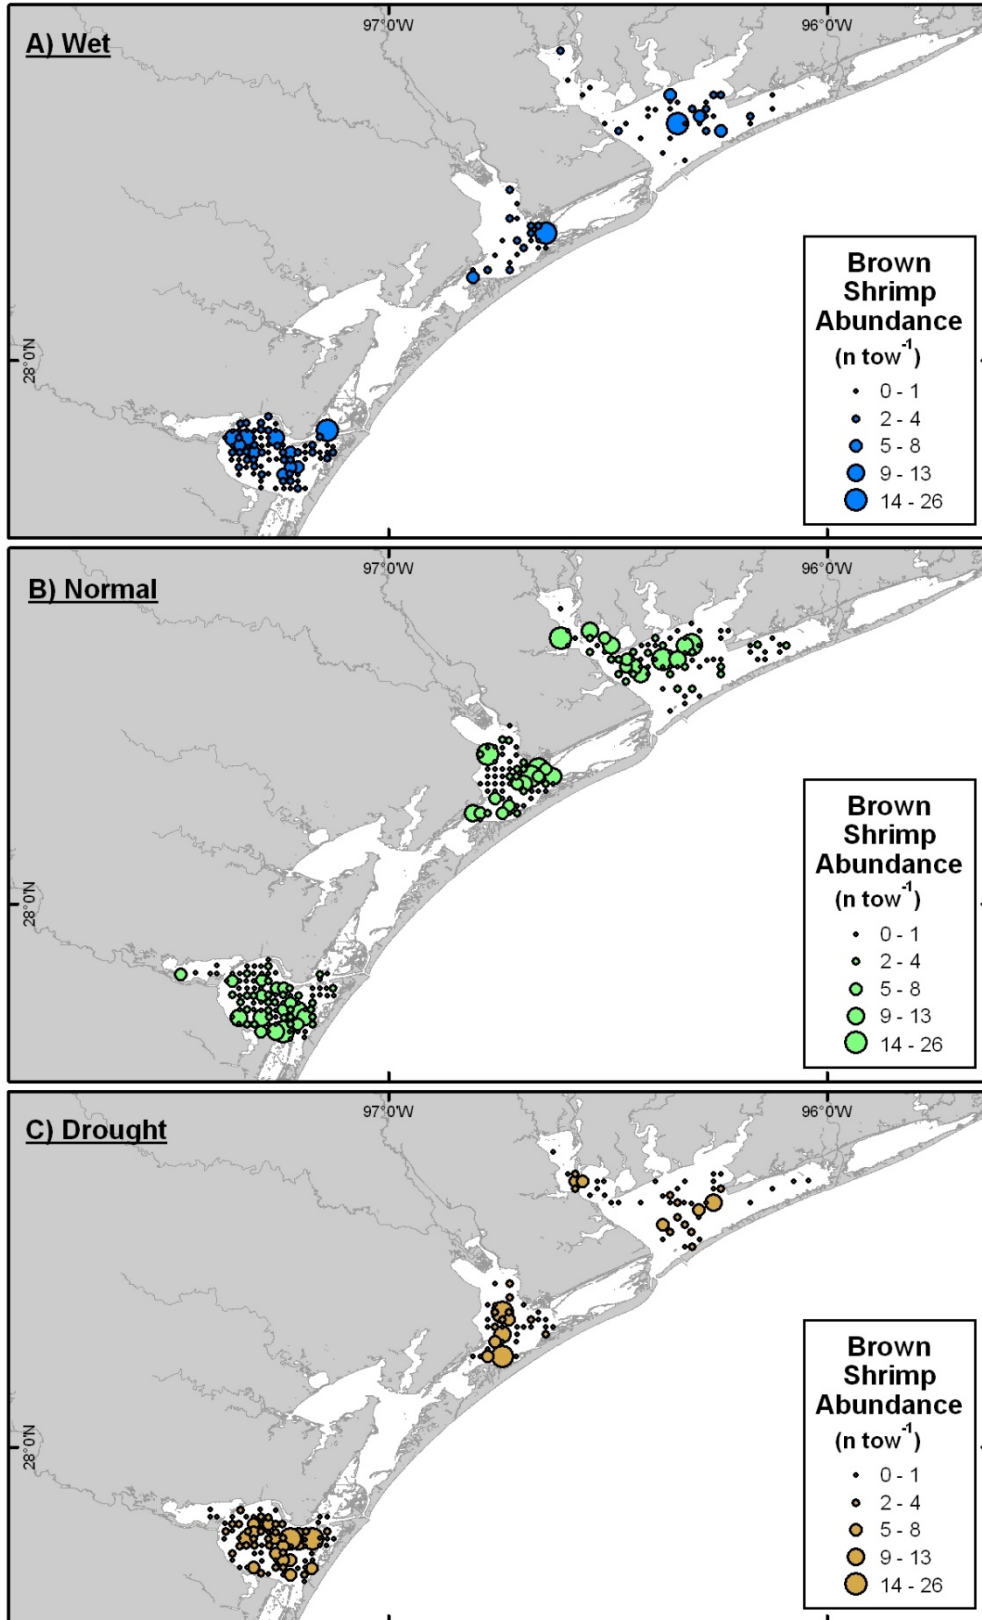 97°0'W
96°0'W
A) Wet
28°0'N
Brown
Shrimp
Abundance
(n tow⁻¹)
0 - 1
2 - 4
5 - 8
9 - 13
14 - 26
97°0'W
96°0'W
B) Normal
28°0'N
Brown
Shrimp
Abundance
(n tow⁻¹)
0 - 1
2 - 4
5 - 8
9 - 13
14 - 26
97°0'W
96°0'W
C) Drought
28°0'N
Brown
Shrimp
Abundance
(n tow⁻¹)
0 - 1
2 - 4
5 - 8
9 - 13
14 - 26